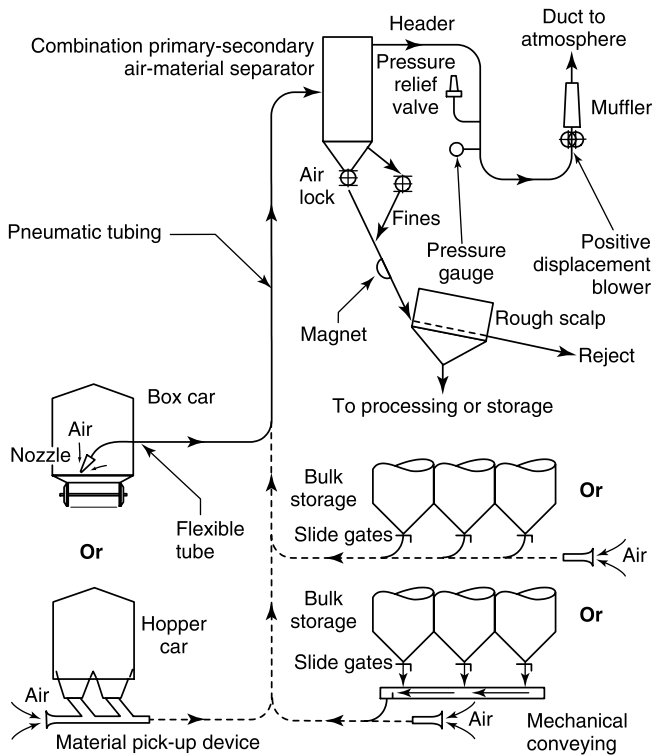 Header
Duct to
atmosphere
Combination primary-secondary
air-material separator
Pressure
relief
valve
Muffler
Air
lock
Fines
Pneumatic tubing
Pressure
gauge
Positive
displacement
blower
Magnet
Rough scalp
Reject
To processing or storage
Box car
Air
Nozzle
Flexible
tube
Or
Bulk
storage
Or
Slide gates
Air
Hopper
car
Bulk
storage
Or
Slide gates
Air
Air
Material pick-up device
Mechanical
conveying